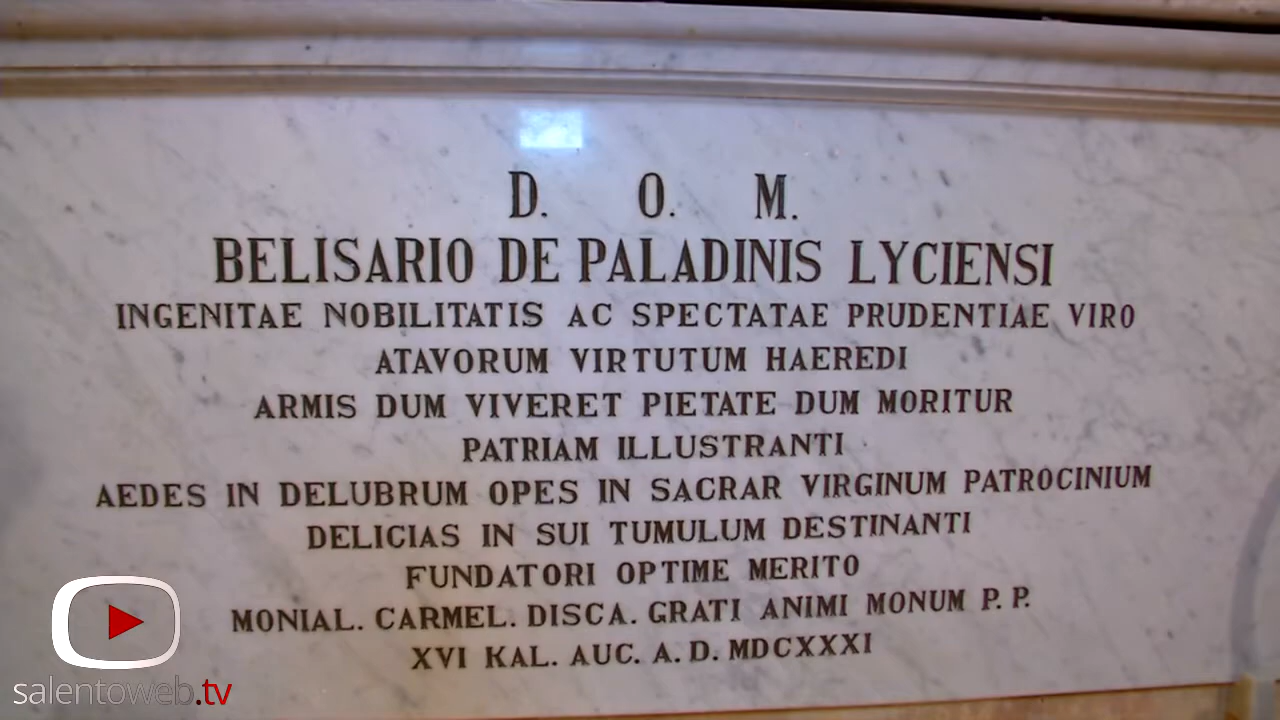 D. O. M.
BELISARIO DE PALADINIS LYCIENSI
INGENITAE NOBILITATIS AC SPECTATAE PRUDENTIAE VIRO
ATAVORUM VIRTUTUM HAEREDI
ARMIS DUM VIVERET PIETATE DUM MORITUR
PATRIAM ILLUSTRANTI
AEDES IN DELUBRUM OPES IN SACRAR VIRGINUM PATROCINIUM
DELICIAS IN SUI TUMULUM DESTINANTI
FUNDATORI OPTIME MERITO
MONIAL. CARMEL. DISCA. GRATI ANIMI MONUM P. P.
XVI KAL. AUC. A. D. MDCXXXI
salentoweb.tv